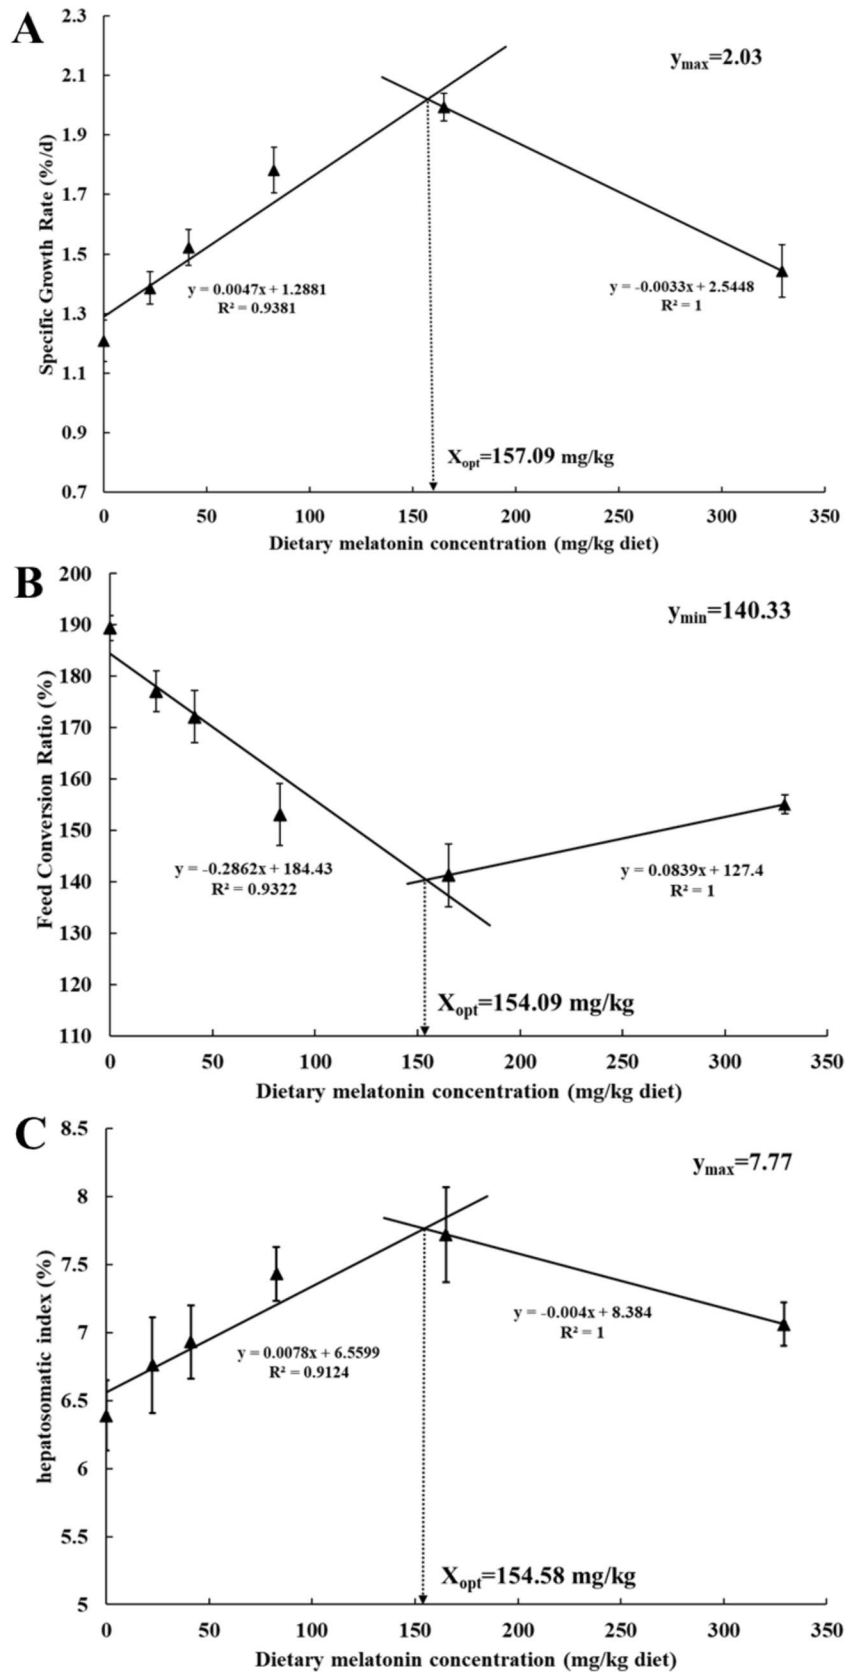 A
2.3
2.1
1.9
1.7
1.5
1.3
1.1
0.9
0.7
Specific Growth Rate (%/d)
ymax=2.03
y = 0.0047x + 1.2881
R² = 0.9381
y = -0.0033x + 2.5448
R² = 1
Xopt=157.09 mg/kg
0 50 100 150 200 250 300 350
Dietary melatonin concentration (mg/kg diet)
B
200
190
180
170
160
150
140
130
120
110
Feed Conversion Ratio (%)
ymin=140.33
y = -0.2862x + 184.43
R² = 0.9322
y = 0.0839x + 127.4
R² = 1
Xopt=154.09 mg/kg
0 50 100 150 200 250 300 350
Dietary melatonin concentration (mg/kg diet)
C
8.5
8
7.5
7
6.5
6
5.5
5
hepatosomatic index (%)
ymax=7.77
y = -0.004x + 8.384
R² = 1
y = 0.0078x + 6.5599
R² = 0.9124
Xopt=154.58 mg/kg
0 50 100 150 200 250 300 350
Dietary melatonin concentration (mg/kg diet)